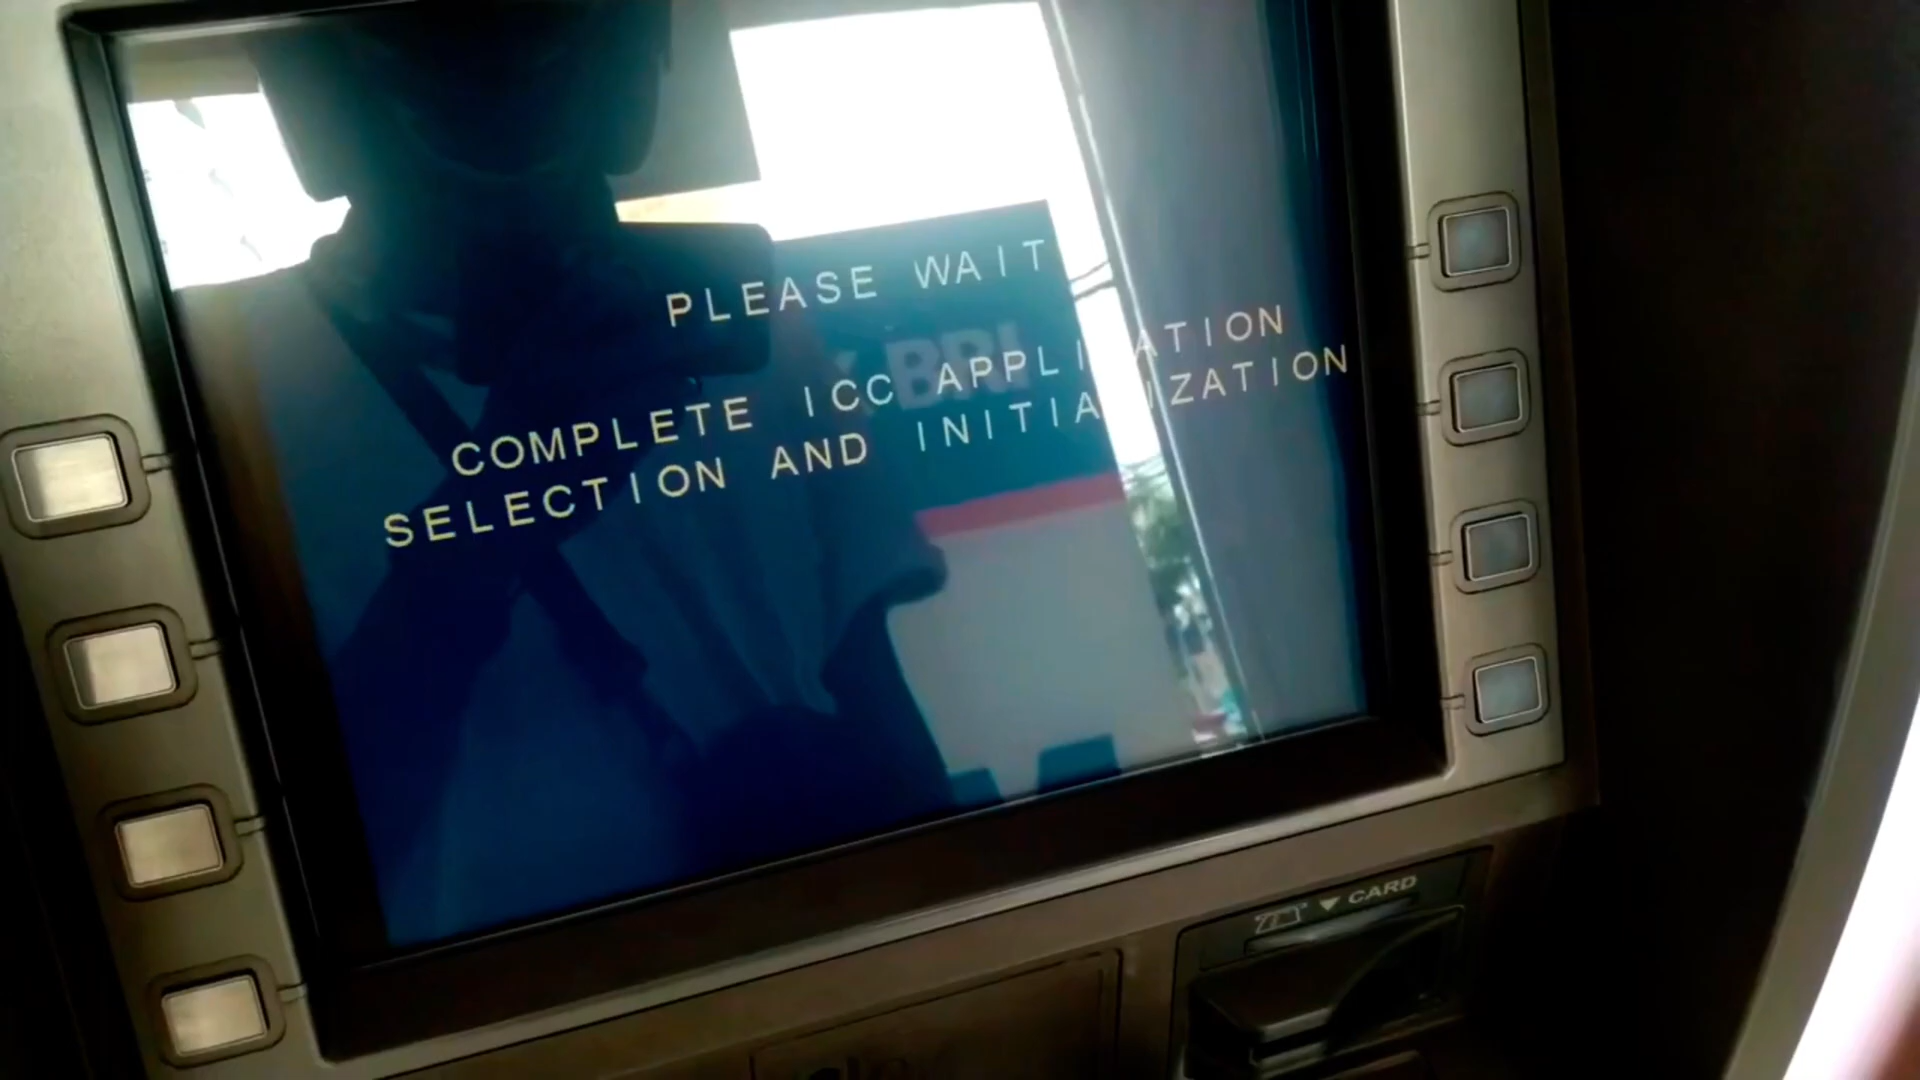 PLEASE WAIT
COMPLETE ICC APPLICATION
SELECTION AND INITIALIZATION
BRI
CARD